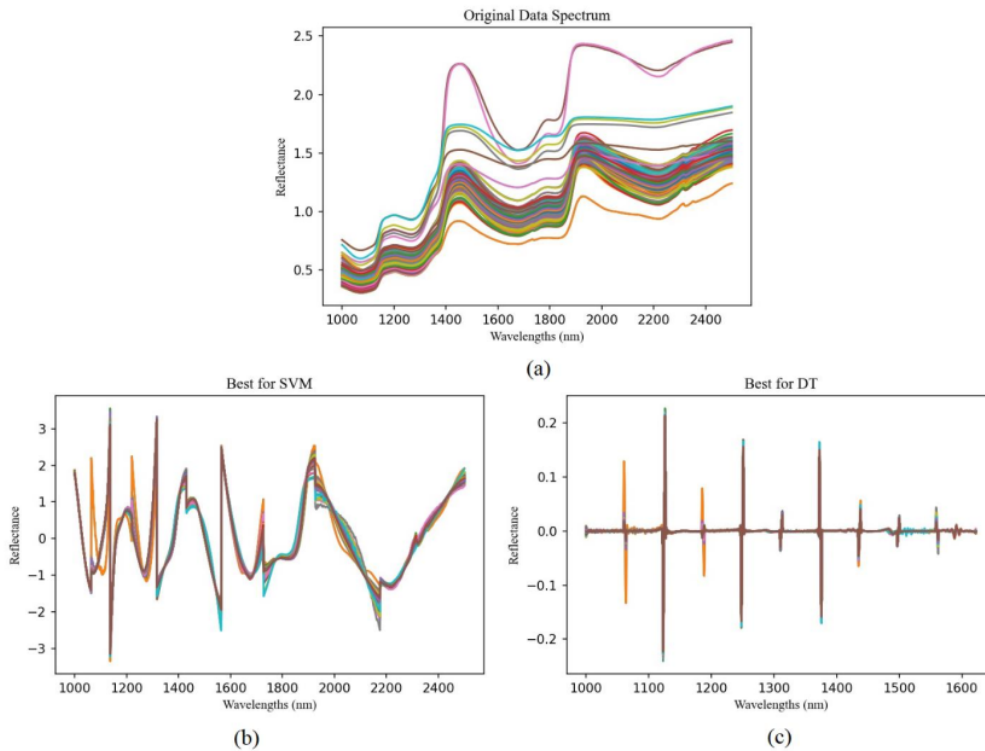 Original Data Spectrum
2.5
2.0
1.5
1.0
0.5
Reflectance
1000 1200 1400 1600 1800 2000 2200 2400
Wavelengths (nm)
(a)
Best for SVM
3
2
1
0
−1
−2
−3
Reflectance
1000 1200 1400 1600 1800 2000 2200 2400
Wavelengths (nm)
(b)
Best for DT
0.2
0.1
0.0
−0.1
−0.2
Reflectance
1000 1100 1200 1300 1400 1500 1600
Wavelengths (nm)
(c)